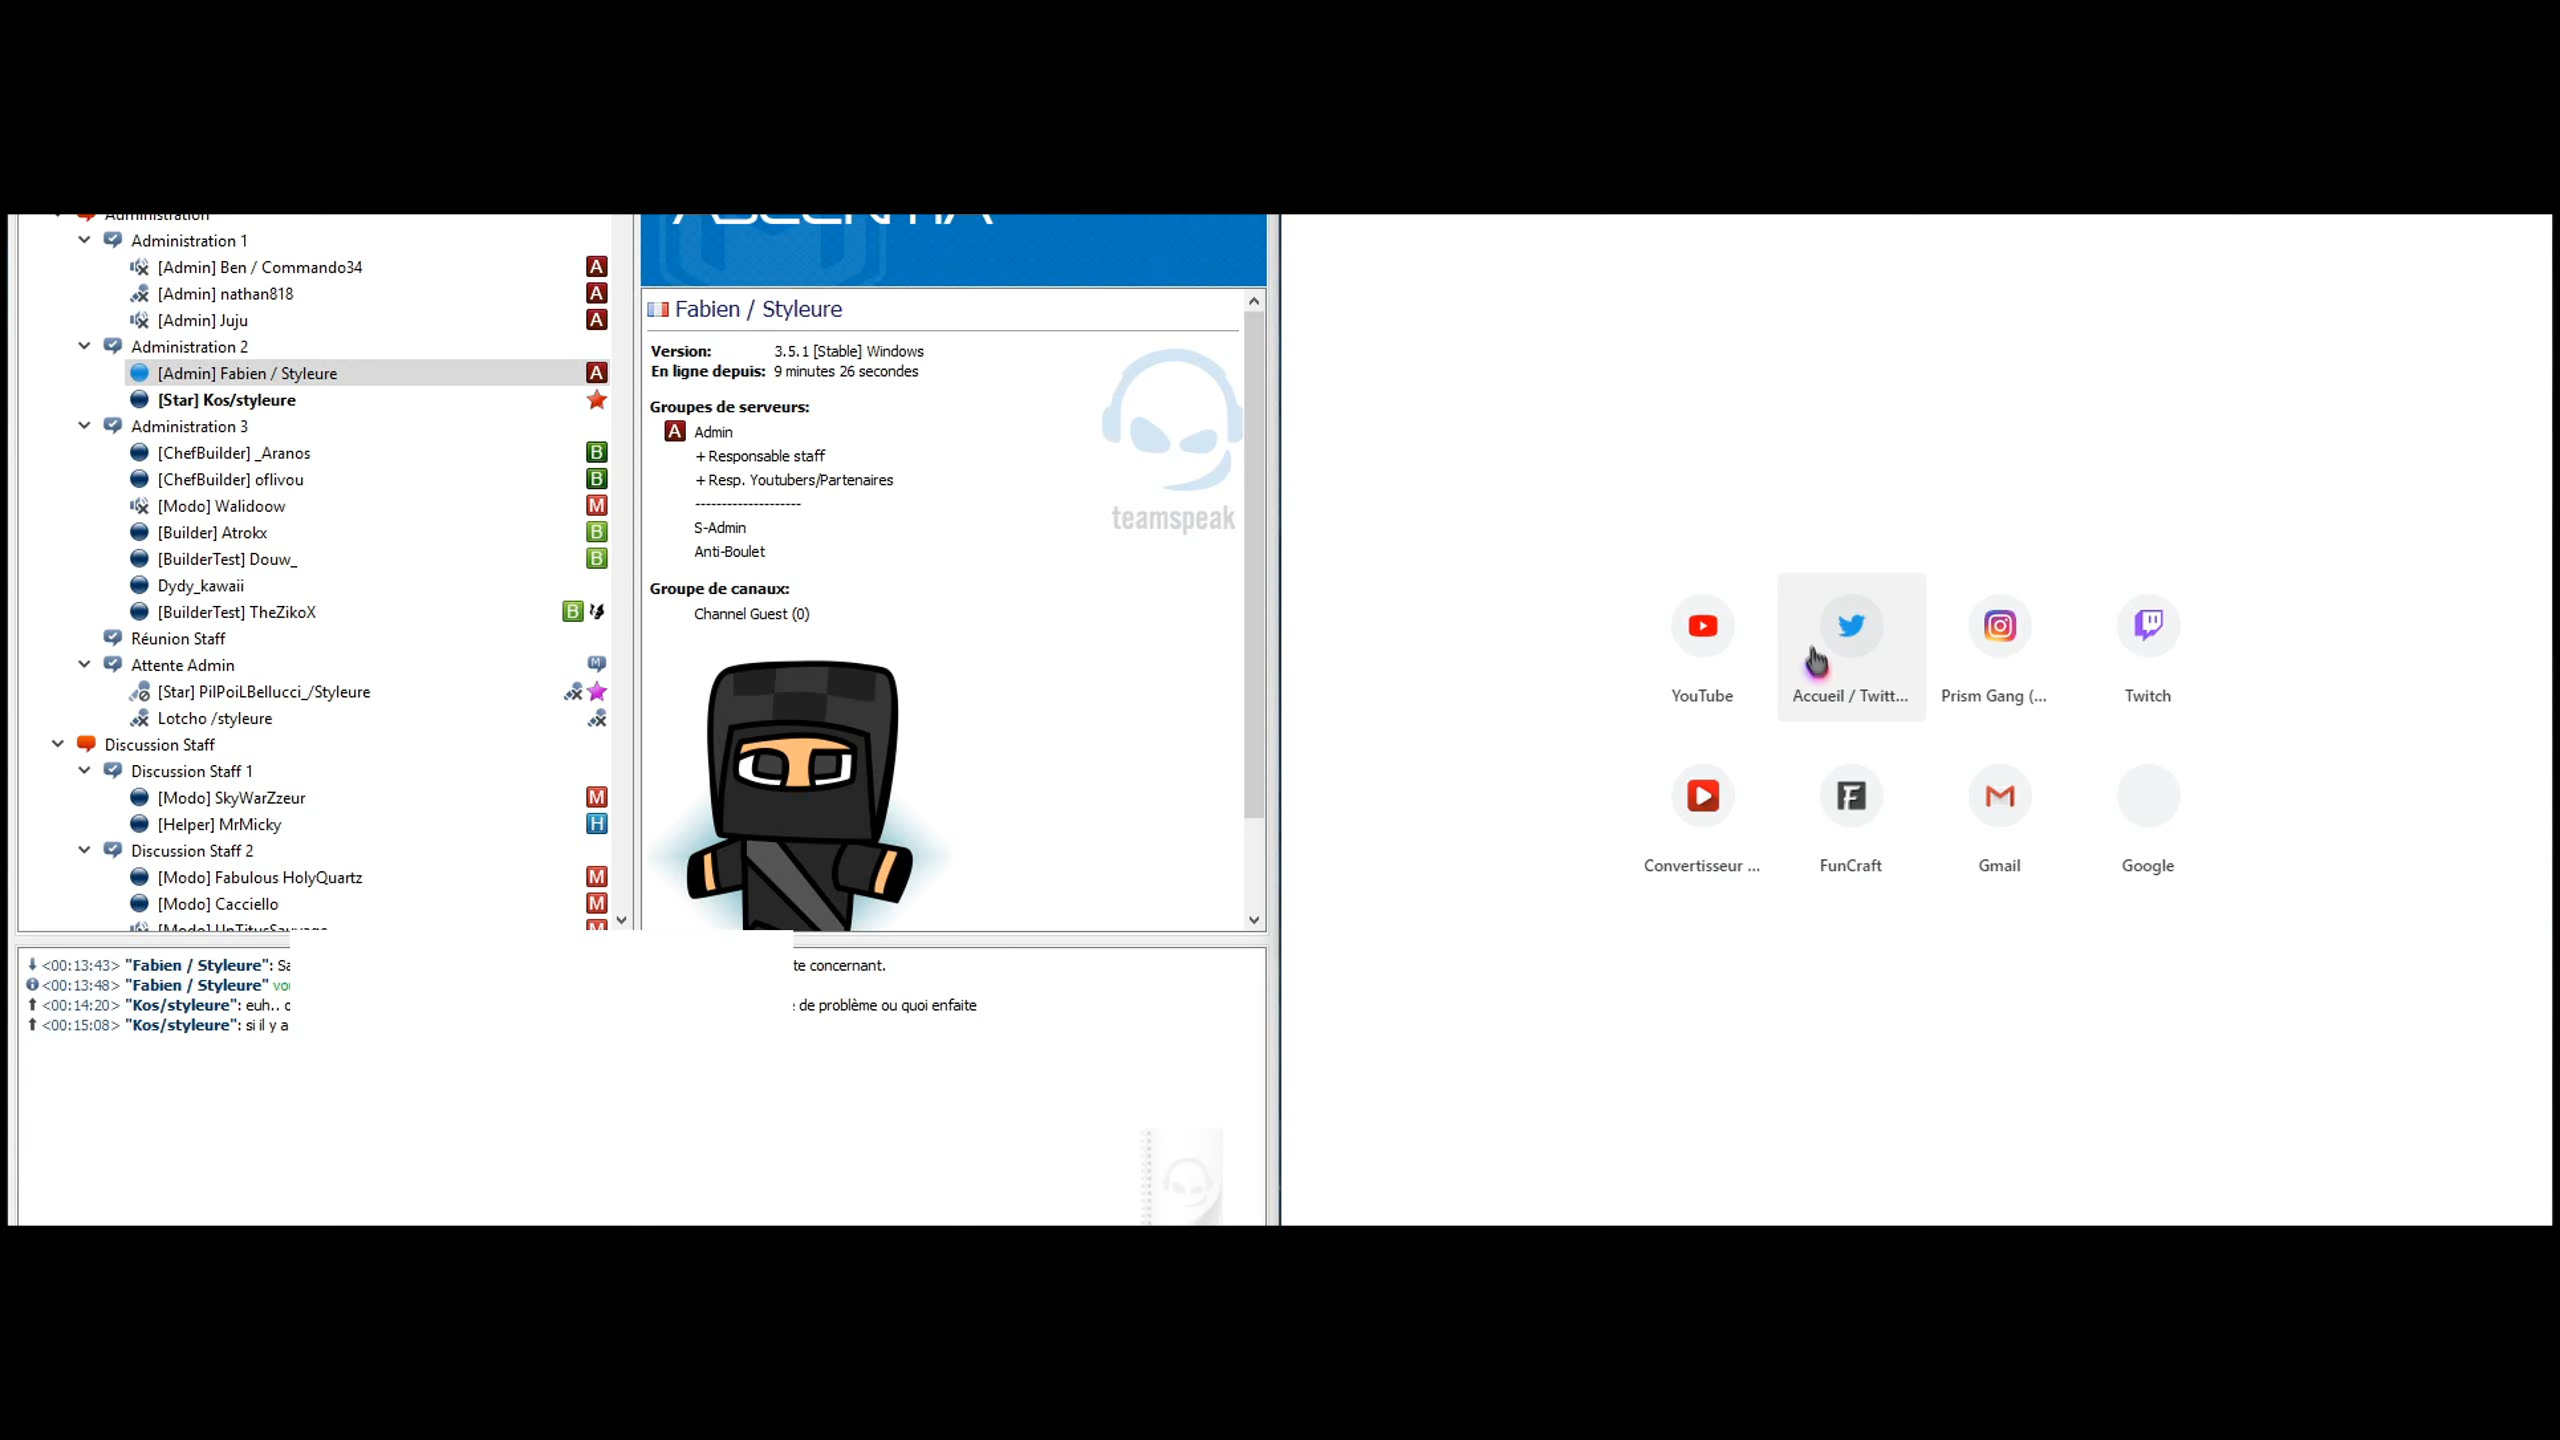 Administration
Administration 1
[Admin] Ben / Commando34
A
[Admin] nathan818
A
[Admin] Juju
A
Administration 2
[Admin] Fabien / Styleure
A
[Star] Kos/styleure
Administration 3
[ChefBuilder] _Aranos
B
[ChefBuilder] oflivou
B
[Modo] Walidoow
M
[Builder] Atrokx
B
[BuilderTest] Douw_
B
Dydy_kawaii
[BuilderTest] TheZikoX
B
Réunion Staff
Attente Admin
M
[Star] PilPoiLBellucci_/Styleure
Lotcho /styleure
Discussion Staff
Discussion Staff 1
[Modo] SkyWarZzeur
M
[Helper] MrMicky
H
Discussion Staff 2
[Modo] Fabulous HolyQuartz
M
[Modo] Cacciello
M
ASCENTIA
Fabien / Styleure
Version: 3.5.1 [Stable] Windows
En ligne depuis: 9 minutes 26 secondes
Groupes de serveurs:
A Admin
+ Responsable staff
+ Resp. Youtubers/Partenaires
--------------------
S-Admin
Anti-Boulet
Groupe de canaux:
Channel Guest (0)
teamspeak
<00:13:43> "Fabien / Styleure": Sa
te concernant.
<00:13:48> "Fabien / Styleure" vou
<00:14:20> "Kos/styleure": euh..
de problème ou quoi enfaite
<00:15:08> "Kos/styleure": si il y a
YouTube
Accueil / Twitt...
Prism Gang (...
Twitch
Convertisseur ...
FunCraft
Gmail
Google